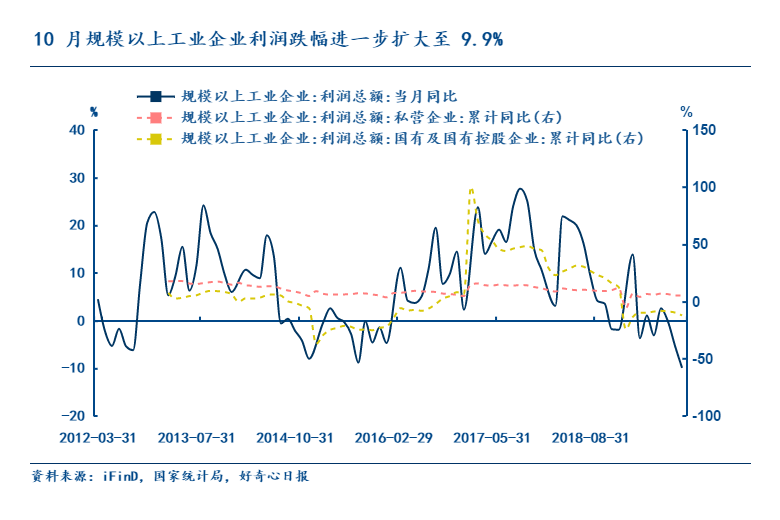 10 月规模以上工业企业利润跌幅进一步扩大至 9.9%
规模以上工业企业:利润总额:当月同比
规模以上工业企业:利润总额:私营企业:累计同比(右)
规模以上工业企业:利润总额:国有及国有控股企业:累计同比(右)
% %
40 150
30 100
20 50
10 0
0 -50
-10 -100
-20
2012-03-31 2013-07-31 2014-10-31 2016-02-29 2017-05-31 2018-08-31
资料来源: iFinD, 国家统计局, 好奇心日报